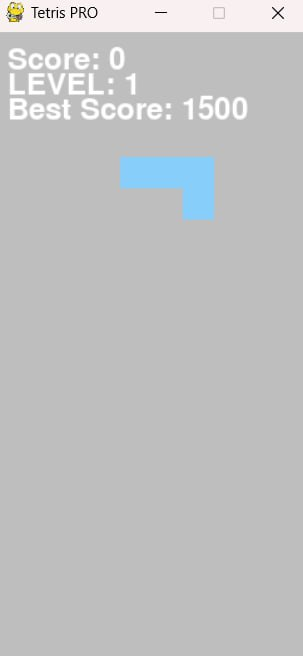 Tetris PRO
Score: 0
LEVEL: 1
Best Score: 1500